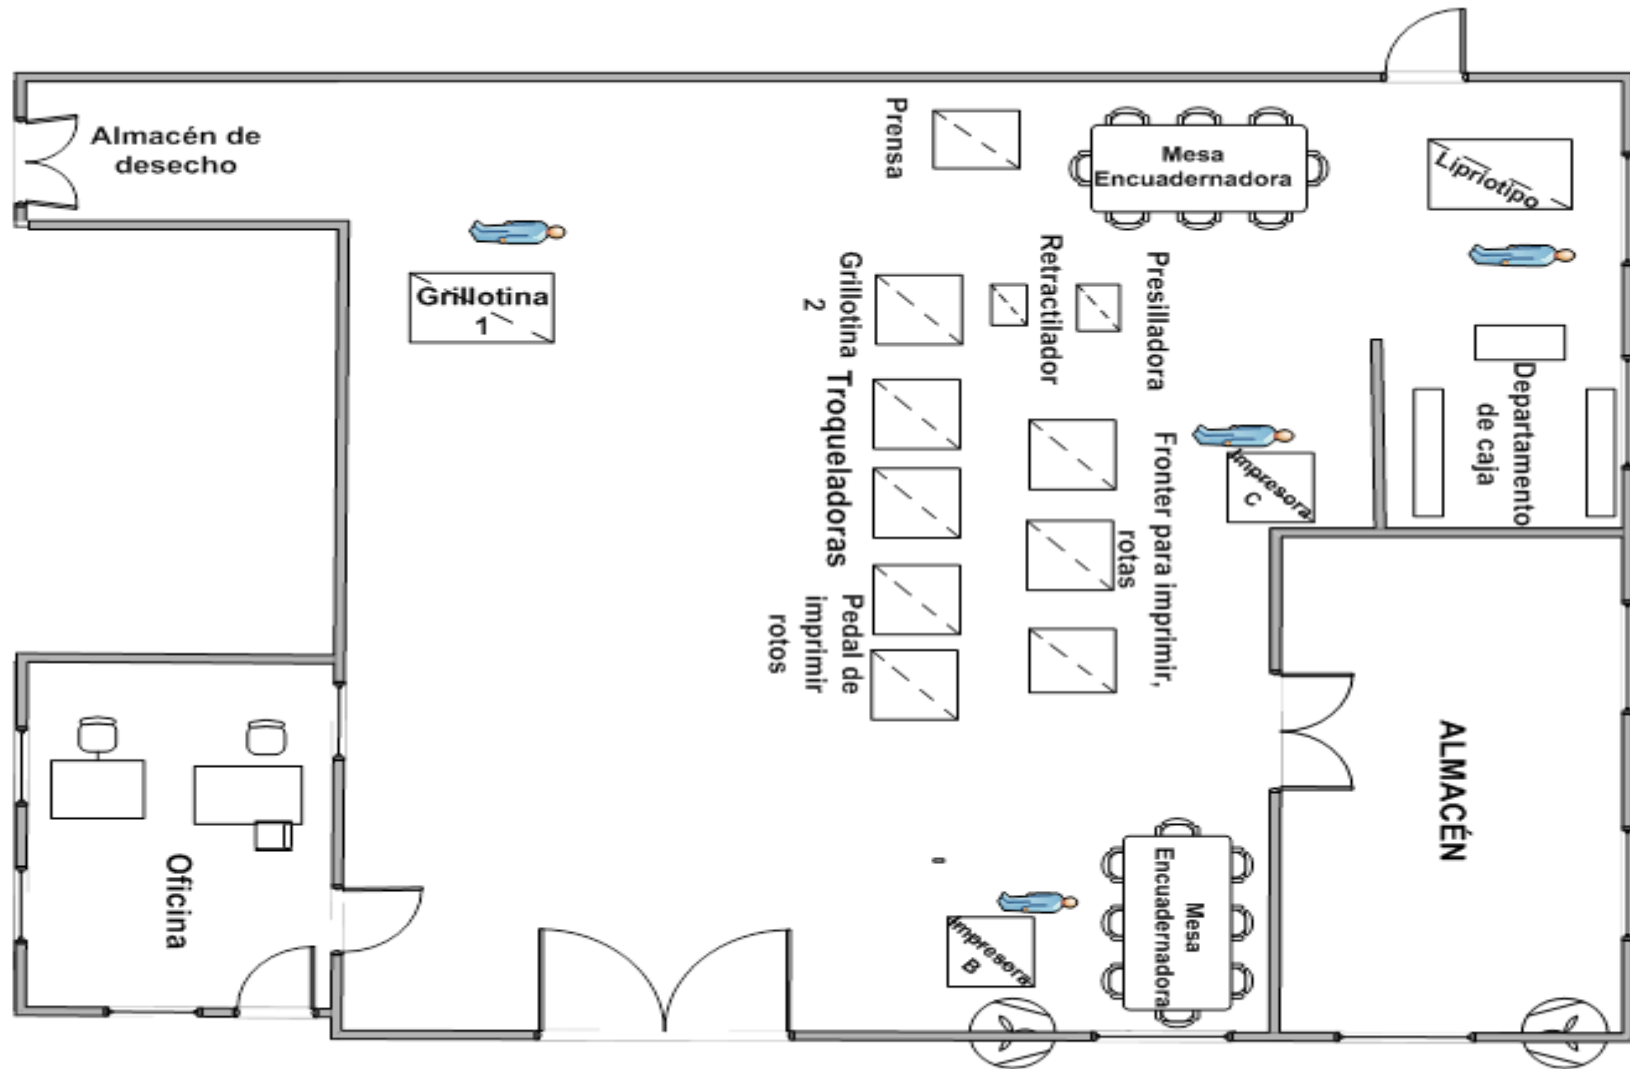 Almacén de
desecho
Prensa
Mesa
Encuadernadora
Lipriotipo
Grillotina
1
Grillotina
2
Retractilador
Presilladora
Troqueladoras
Fronter para imprimir,
rotas
Impresora
C
Departamento
de caja
Pedal de
imprimir
rotos
ALMACÉN
Oficina
Impresora
B
Mesa
Encuadernadora